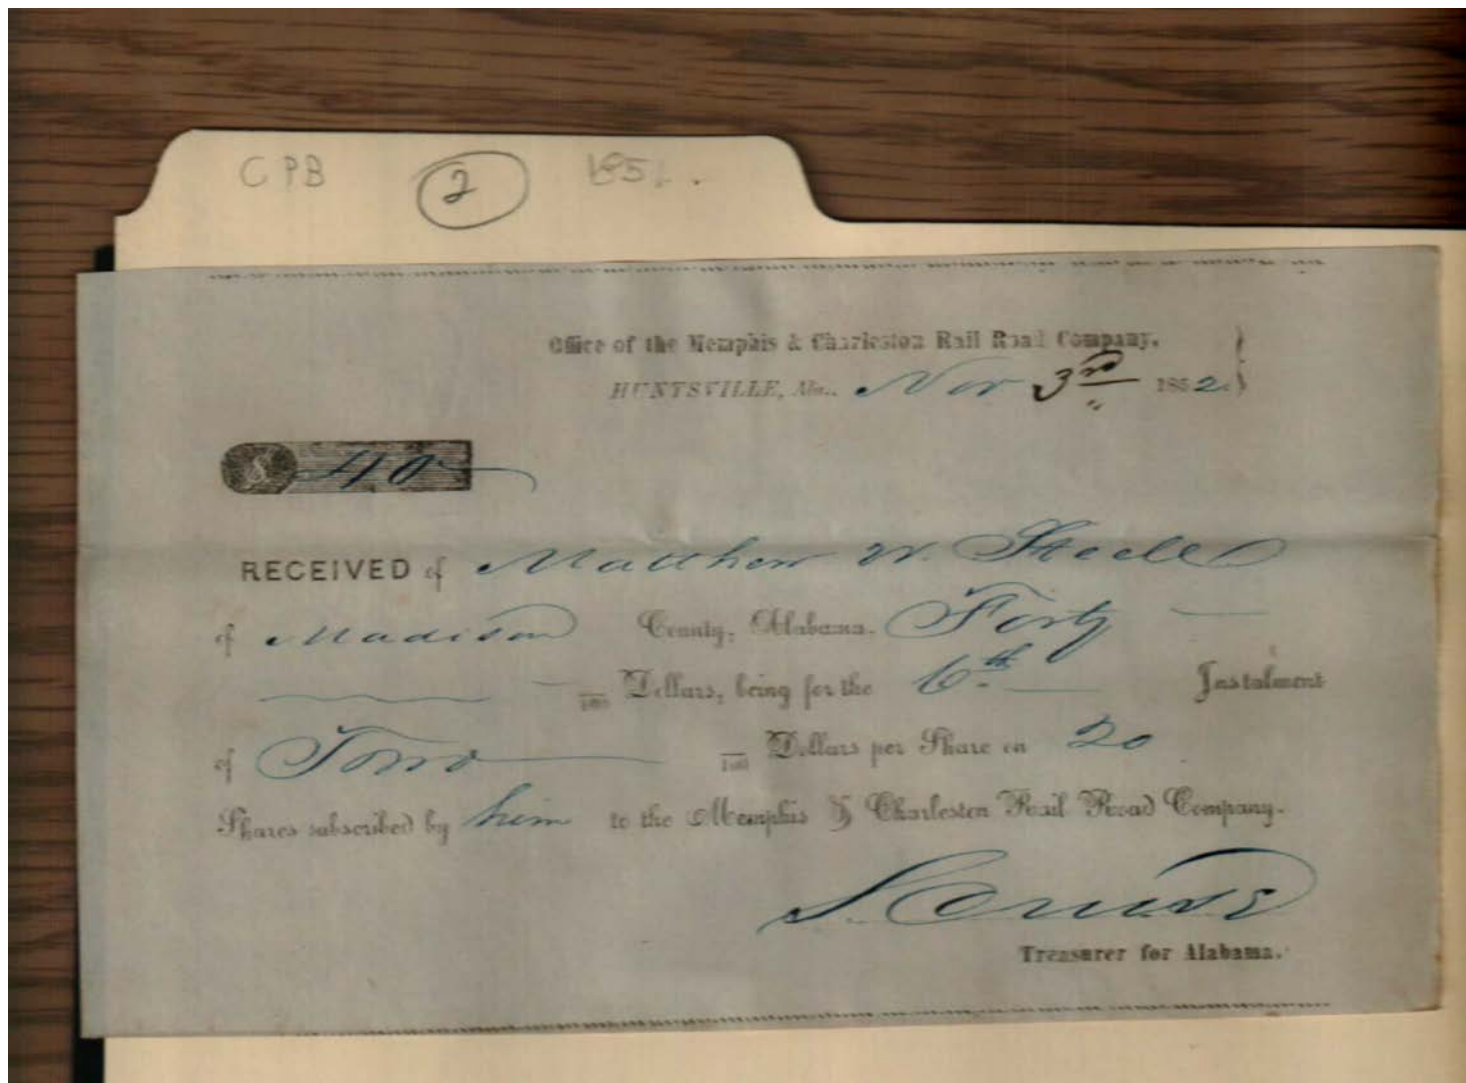 CPB 2 185
Office of the Memphis & Charleston Rail Road Company.
HUNTSVILLE, Ala., Nov 3rd 1852.
$ 40
RECEIVED of Matthew W. Steele
of Madison County, Alabama. Forty
/100 Dollars, being for the 6th Instalment
of Two /100 Dollars per Share on 20
Shares subscribed by him to the Memphis & Charleston Rail Road Company.
S. Cruse
Treasurer for Alabama.